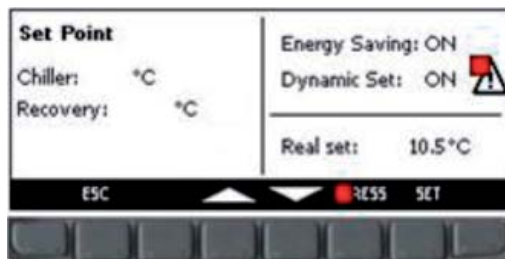 Set Point
Chiller: °C
Recovery: °C
Energy Saving: ON
Dynamic Set: ON
Real set: 10.5°C
ESC SET